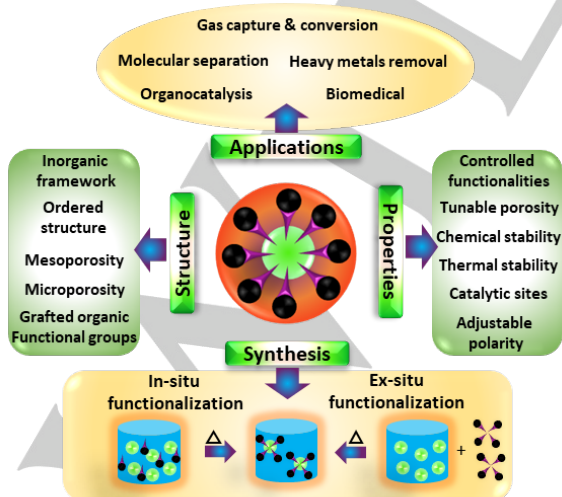 Gas capture & conversion
Molecular separation
Heavy metals removal
Organocatalysis
Biomedical
Applications
Inorganic
framework
Ordered
structure
Mesoporosity
Microporosity
Grafted organic
Functional groups
Structure
Properties
Controlled
functionalities
Tunable porosity
Chemical stability
Thermal stability
Catalytic sites
Adjustable
polarity
Synthesis
In-situ
functionalization
Ex-situ
functionalization
Δ
Δ
+